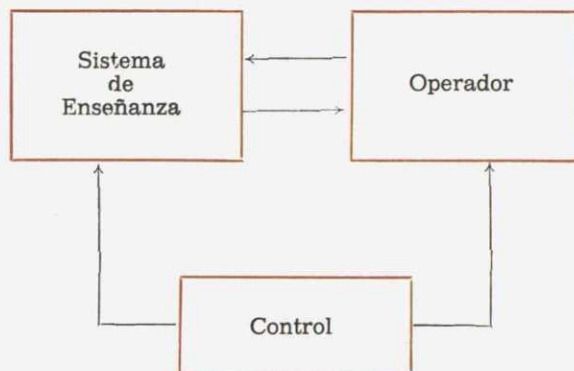 Sistema
de
Enseñanza
Operador
Control